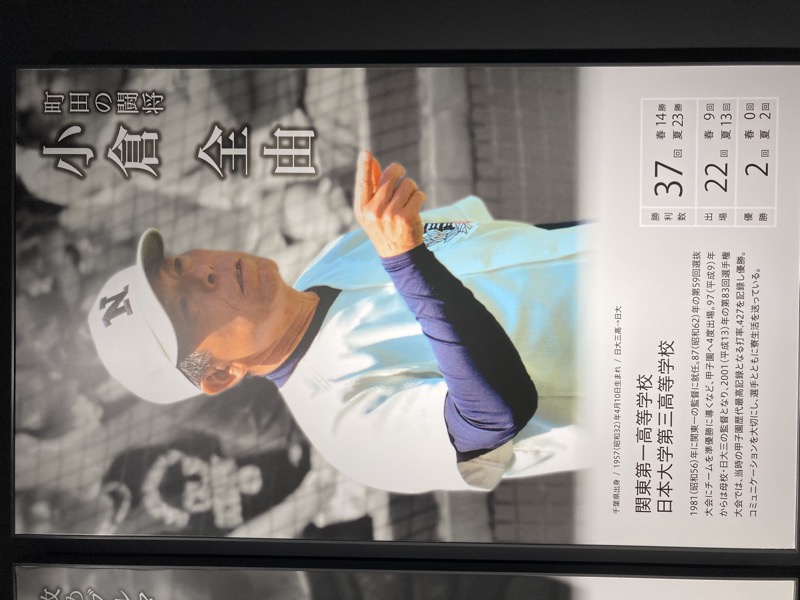 攻めダルマ
町田の闘将
小倉 全由
N
千葉県出身 / 1957(昭和32)年4月10日生まれ / 日大三高→日大
関東第一高等学校
日本大学第三高等学校
1981(昭和56)年に関東一の監督に就任。87(昭和62)年の第59回選抜
大会にチームを準優勝に導くなど、甲子園へ4度出場。97(平成9)年
からは母校・日大三の監督となり、2001(平成13)年の第83回選手権
大会では、当時の甲子園歴代最高記録となる打率.427を記録し優勝。
コミュニケーションを大切にし、選手とともに寮生活を送っている。
勝利数 37回 春 14勝
夏 23勝
出場 22回 春 9回
夏 13回
優勝 2回 春 0回
夏 2回